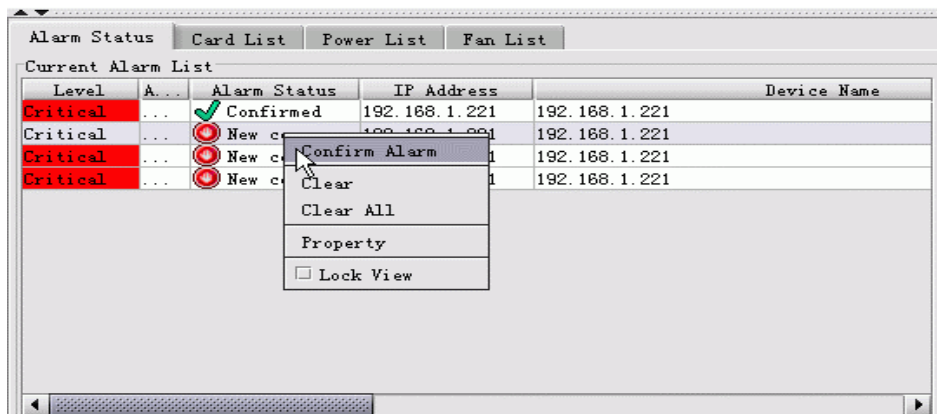 Alarm Status Card List Power List Fan List
Current Alarm List
Level A... Alarm Status IP Address Device Name
Critical ... Confirmed 192.168.1.221 192.168.1.221
Critical ... New 192.168.1.221
Critical ... New 192.168.1.221
Critical ... New 192.168.1.221
Confirm Alarm
Clear
Clear All
Property
Lock View